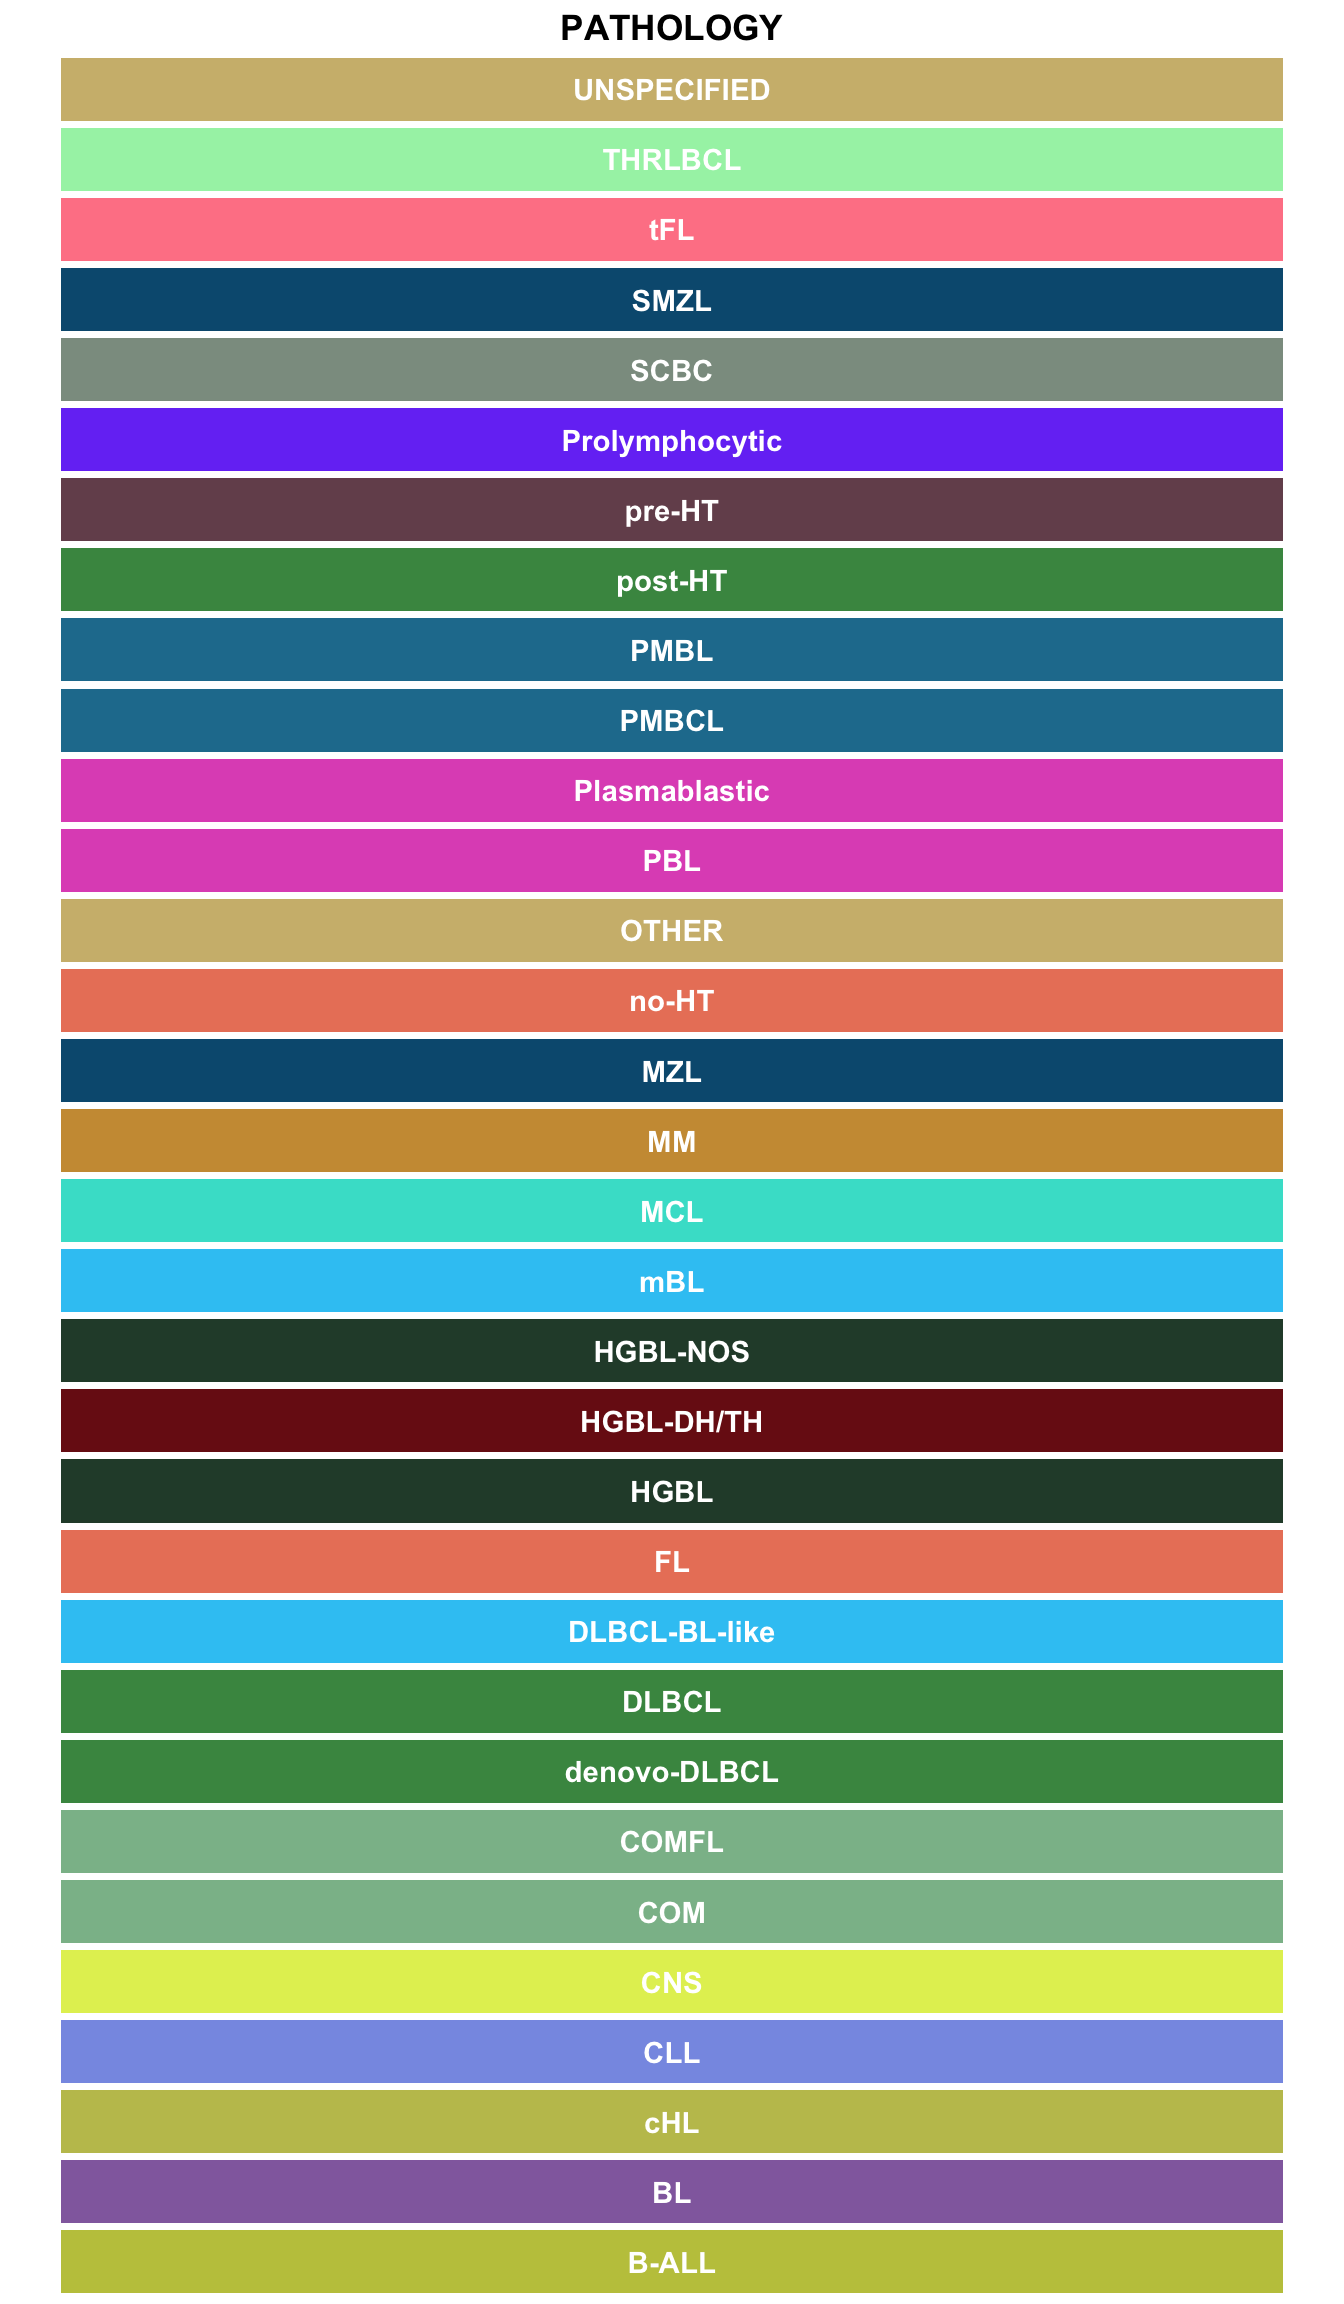 PATHOLOGY
UNSPECIFIED
THRLBCL
tFL
SMZL
SCBC
Prolymphocytic
pre-HT
post-HT
PMBL
PMBCL
Plasmablastic
PBL
OTHER
no-HT
MZL
MM
MCL
mBL
HGBL-NOS
HGBL-DH/TH
HGBL
FL
DLBCL-BL-like
DLBCL
denovo-DLBCL
COMFL
COM
CNS
CLL
cHL
BL
B-ALL